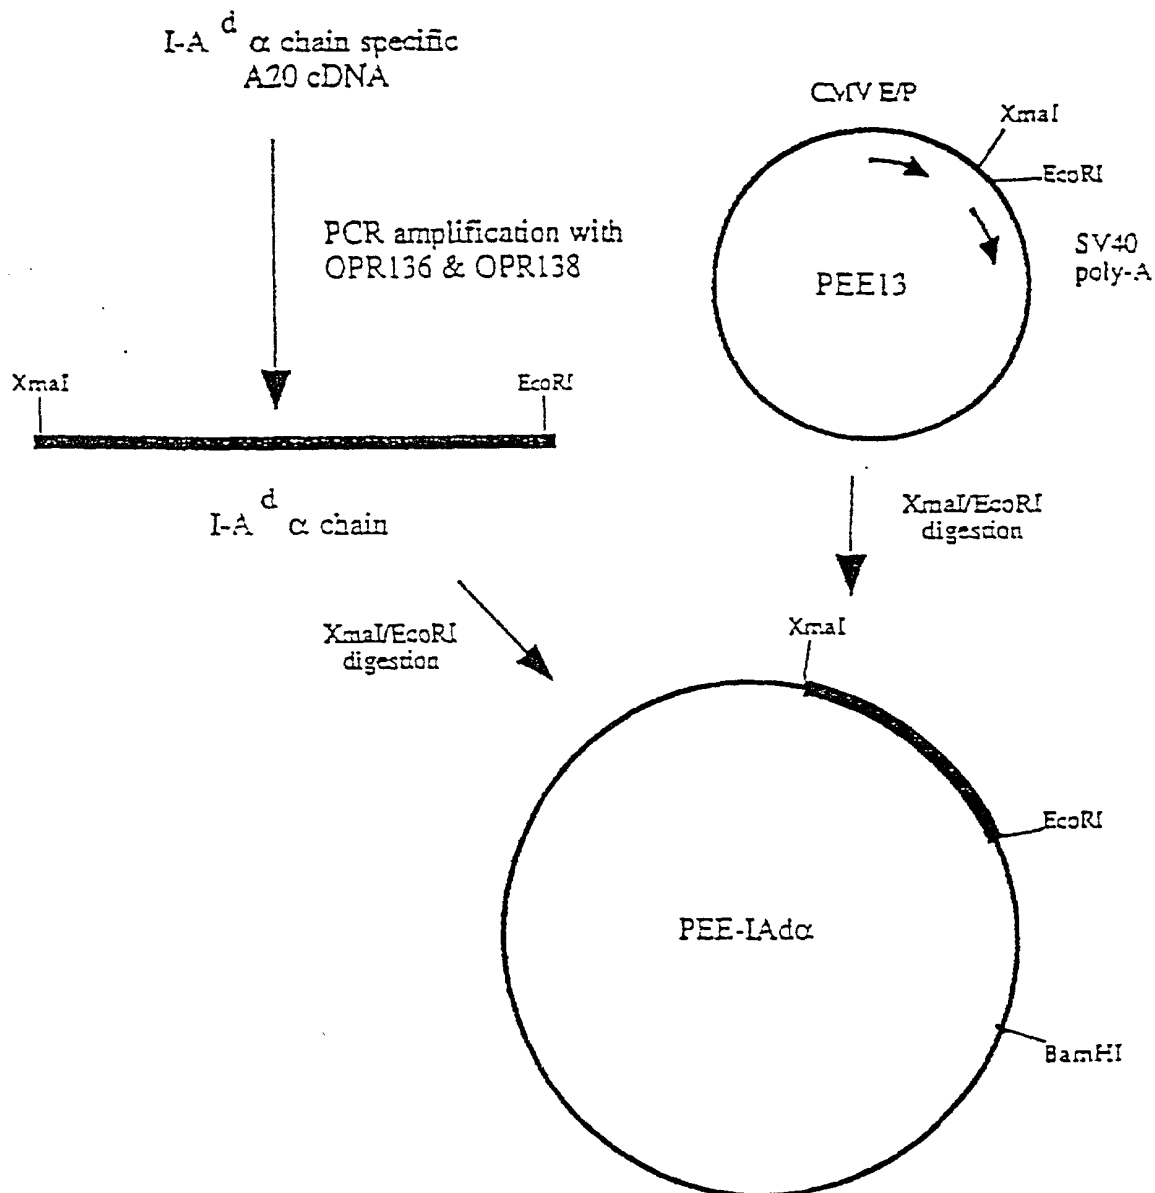 I-A d α chain specific
A20 cDNA
PCR amplification with
OPR136 & OPR138
XmaI
EcoRI
I-A d α chain
XmaI/EcoRI
digestion
CMV E/P
XmaI
EcoRI
SV40
poly-A
PEE13
XmaI/EcoRI
digestion
XmaI
EcoRI
PEE-IAdα
BamHI